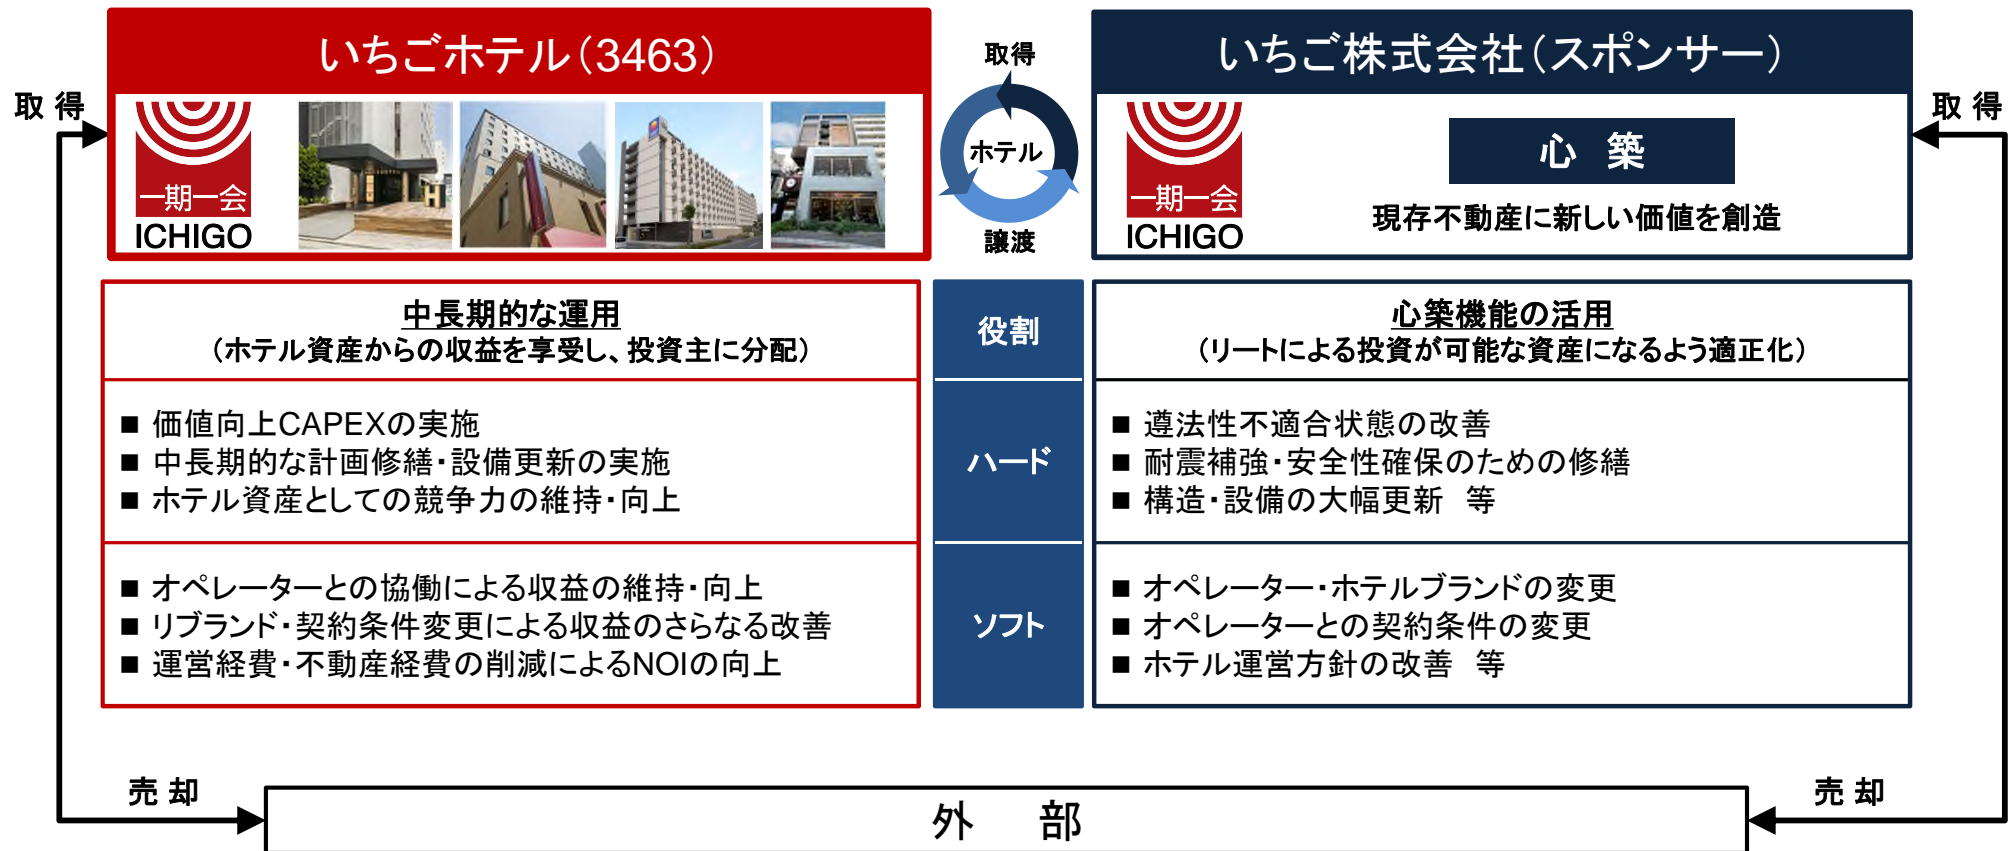 いちごホテル（3463）
取得
いちご株式会社（スポンサー）
取 得
取 得
一期一会
ICHIGO
ホテル
譲渡
一期一会
ICHIGO
心 築
現存不動産に新しい価値を創造
中長期的な運用
（ホテル資産からの収益を享受し、投資主に分配）
役割
心築機能の活用
（リートによる投資が可能な資産になるよう適正化）
■ 価値向上CAPEXの実施
■ 中長期的な計画修繕・設備更新の実施
■ ホテル資産としての競争力の維持・向上
ハード
■ 遵法性不適合状態の改善
■ 耐震補強・安全性確保のための修繕
■ 構造・設備の大幅更新 等
■ オペレーターとの協働による収益の維持・向上
■ リブランド・契約条件変更による収益のさらなる改善
■ 運営経費・不動産経費の削減によるNOIの向上
ソフト
■ オペレーター・ホテルブランドの変更
■ オペレーターとの契約条件の変更
■ ホテル運営方針の改善 等
売 却
外 部
売 却